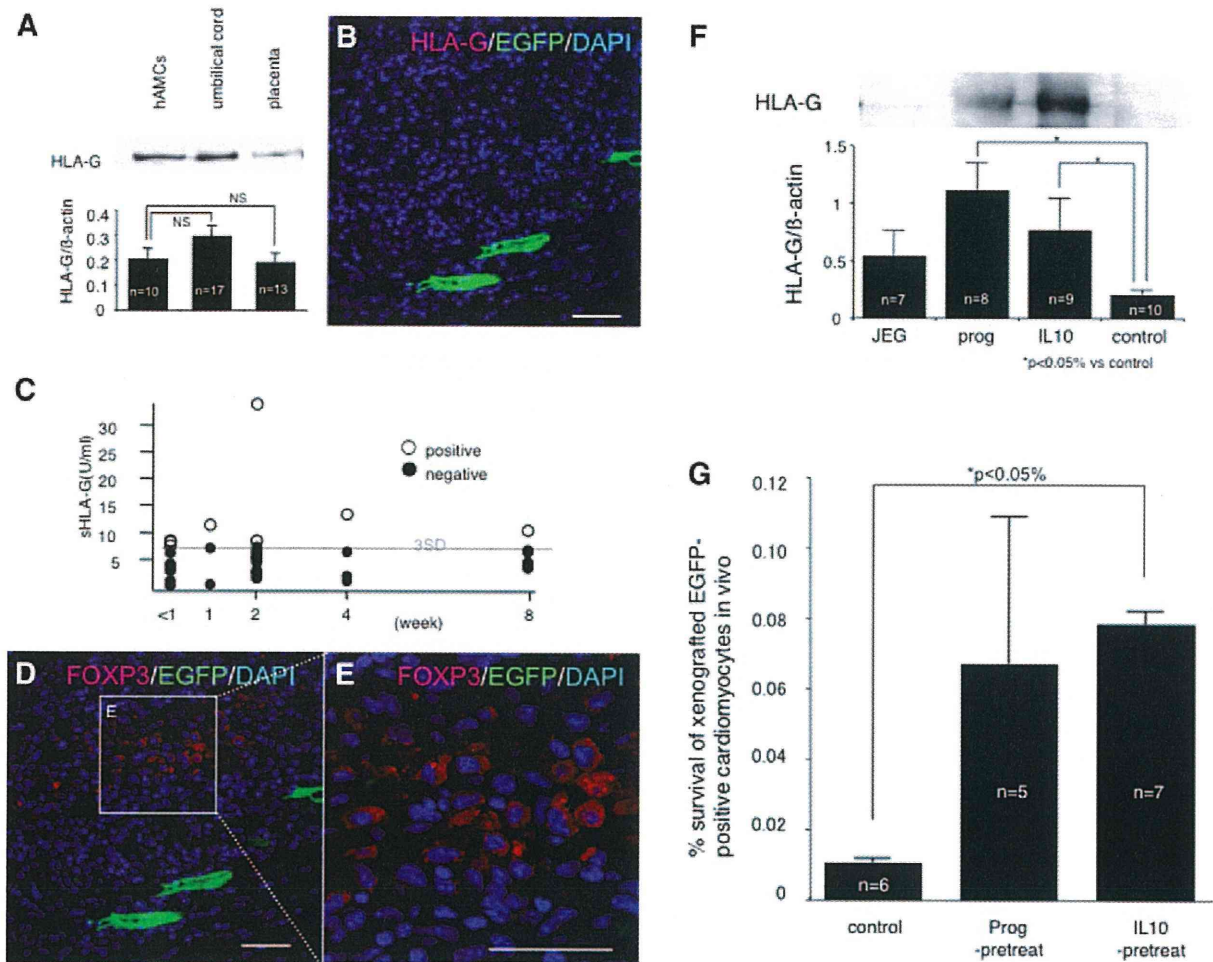 A
hAMCs
umbilical cord
placenta
HLA-G
HLA-G/ß-actin
0.4
0.3
0.2
0.1
0
NS
NS
n=10
n=17
n=13
B
HLA-G/EGFP/DAPI
C
sHLA-G(U/ml)
30
25
20
15
10
5
positive
negative
3SD
<1
1
2
4
(week)
8
D
FOXP3/EGFP/DAPI
E
E
FOXP3/EGFP/DAPI
F
HLA-G
HLA-G/ß-actin
1.5
1
0.5
0
*
*
n=7
n=8
n=9
n=10
JEG
prog
IL10
control
*p<0.05% vs control
G
% survival of xenografted EGFP-
positive cardiomyocytes in vivo
0.12
0.10
0.08
0.06
0.04
0.02
0
*p<0.05%
n=6
n=5
n=7
control
Prog
-pretreat
IL10
-pretreat